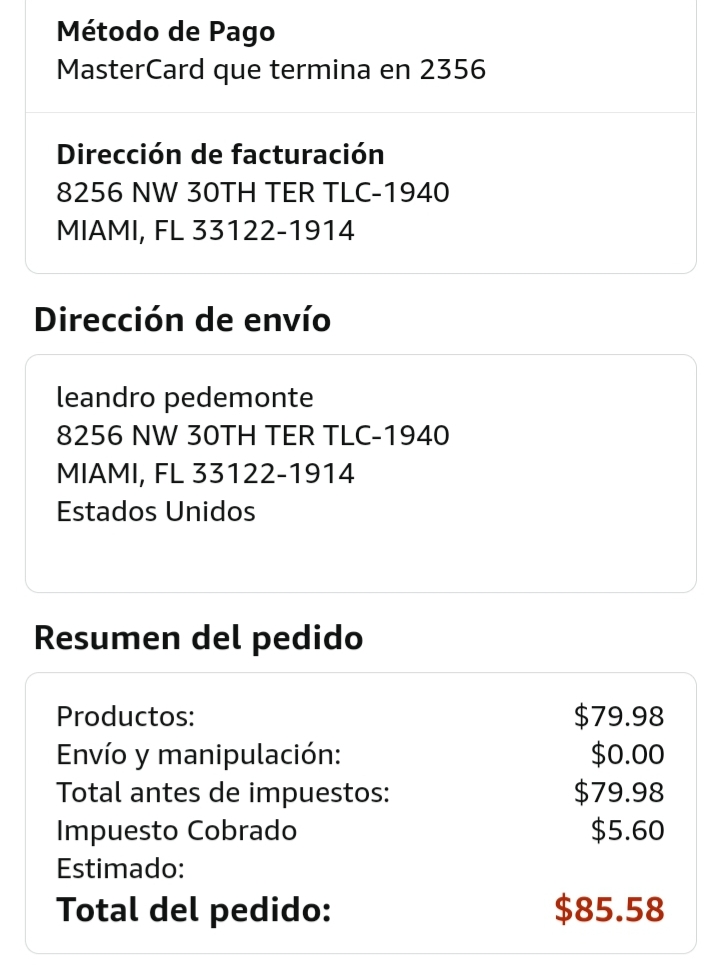 Método de Pago
MasterCard que termina en 2356
Dirección de facturación
8256 NW 30TH TER TLC-1940
MIAMI, FL 33122-1914
Dirección de envío
leandro pedemonte
8256 NW 30TH TER TLC-1940
MIAMI, FL 33122-1914
Estados Unidos
Resumen del pedido
Productos: $79.98
Envío y manipulación: $0.00
Total antes de impuestos: $79.98
Impuesto Cobrado $5.60
Estimado:
Total del pedido: $85.58